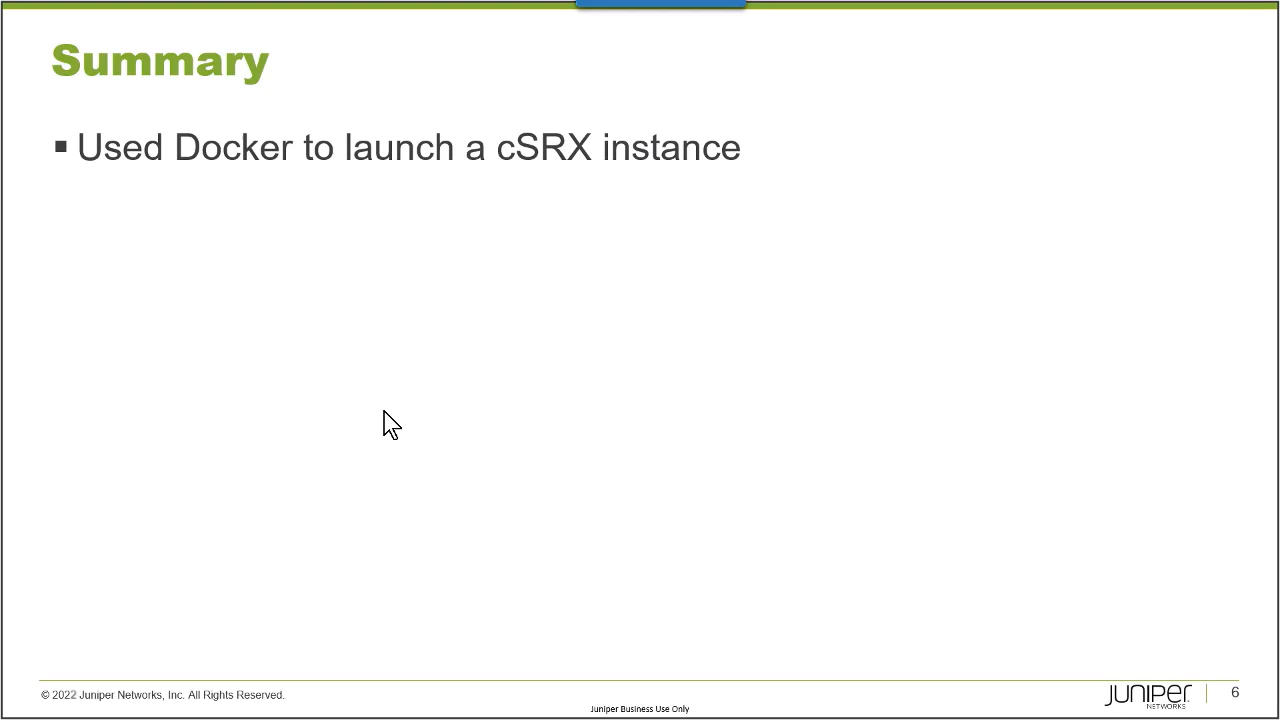 Summary
▪ Used Docker to launch a cSRX instance
© 2022 Juniper Networks, Inc. All Rights Reserved.
Juniper Business Use Only
JUNIPER
NETWORKS
6